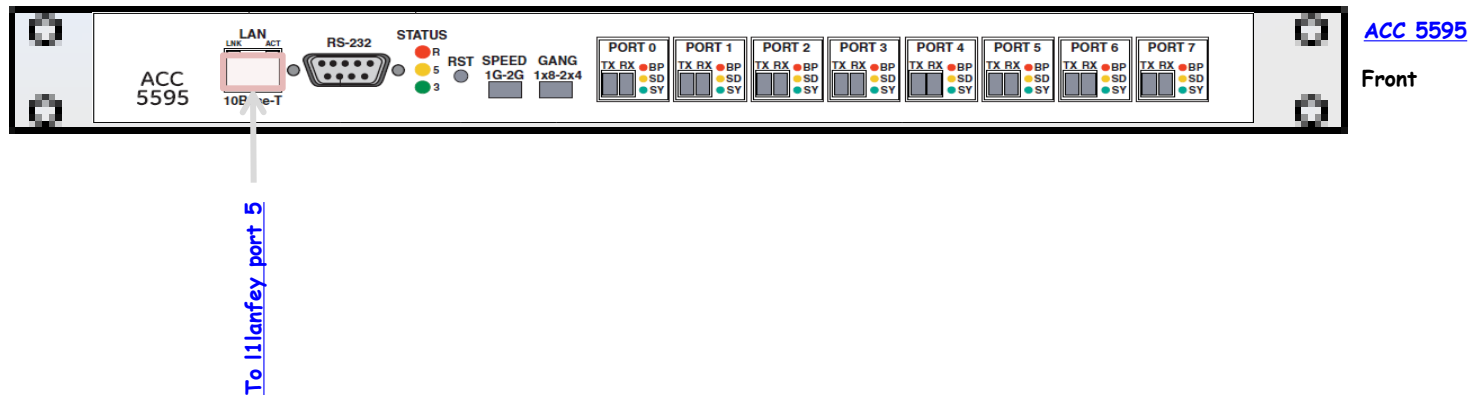 LAN
LNK ACT
10Base-T
ACC
5595
RS-232
STATUS
R
5
3
RST
SPEED
1G-2G
GANG
1x8-2x4
PORT 0
TX RX
BP
SD
SY
PORT 1
TX RX
BP
SD
SY
PORT 2
TX RX
BP
SD
SY
PORT 3
TX RX
BP
SD
SY
PORT 4
TX RX
BP
SD
SY
PORT 5
TX RX
BP
SD
SY
PORT 6
TX RX
BP
SD
SY
PORT 7
TX RX
BP
SD
SY
ACC 5595
Front
To l1lanfey port 5